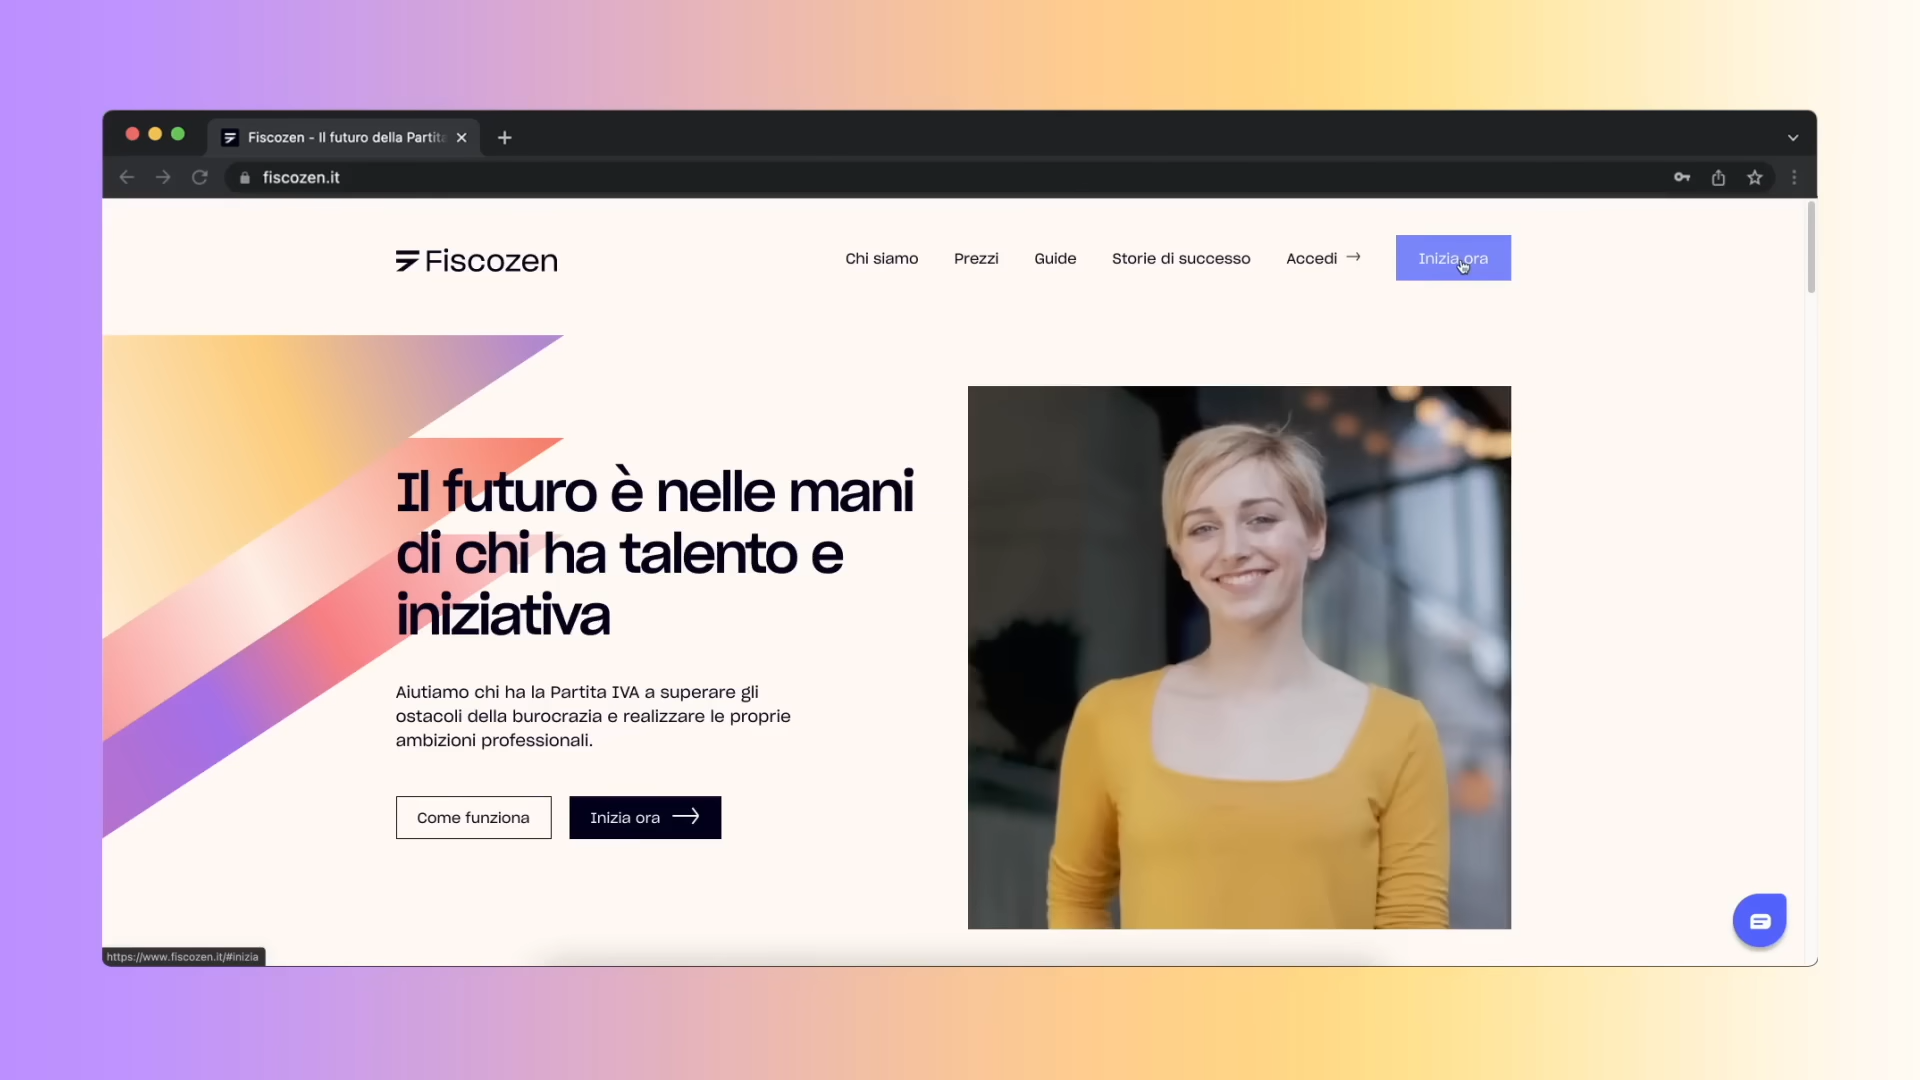 Fiscozen - Il futuro della Partita
fiscozen.it
Fiscozen
Chi siamo
Prezzi
Guide
Storie di successo
Accedi →
Inizia ora
Il futuro è nelle mani
di chi ha talento e
iniziativa
Aiutiamo chi ha la Partita IVA a superare gli
ostacoli della burocrazia e realizzare le proprie
ambizioni professionali.
Come funziona
Inizia ora →
https://www.fiscozen.it/#inizia